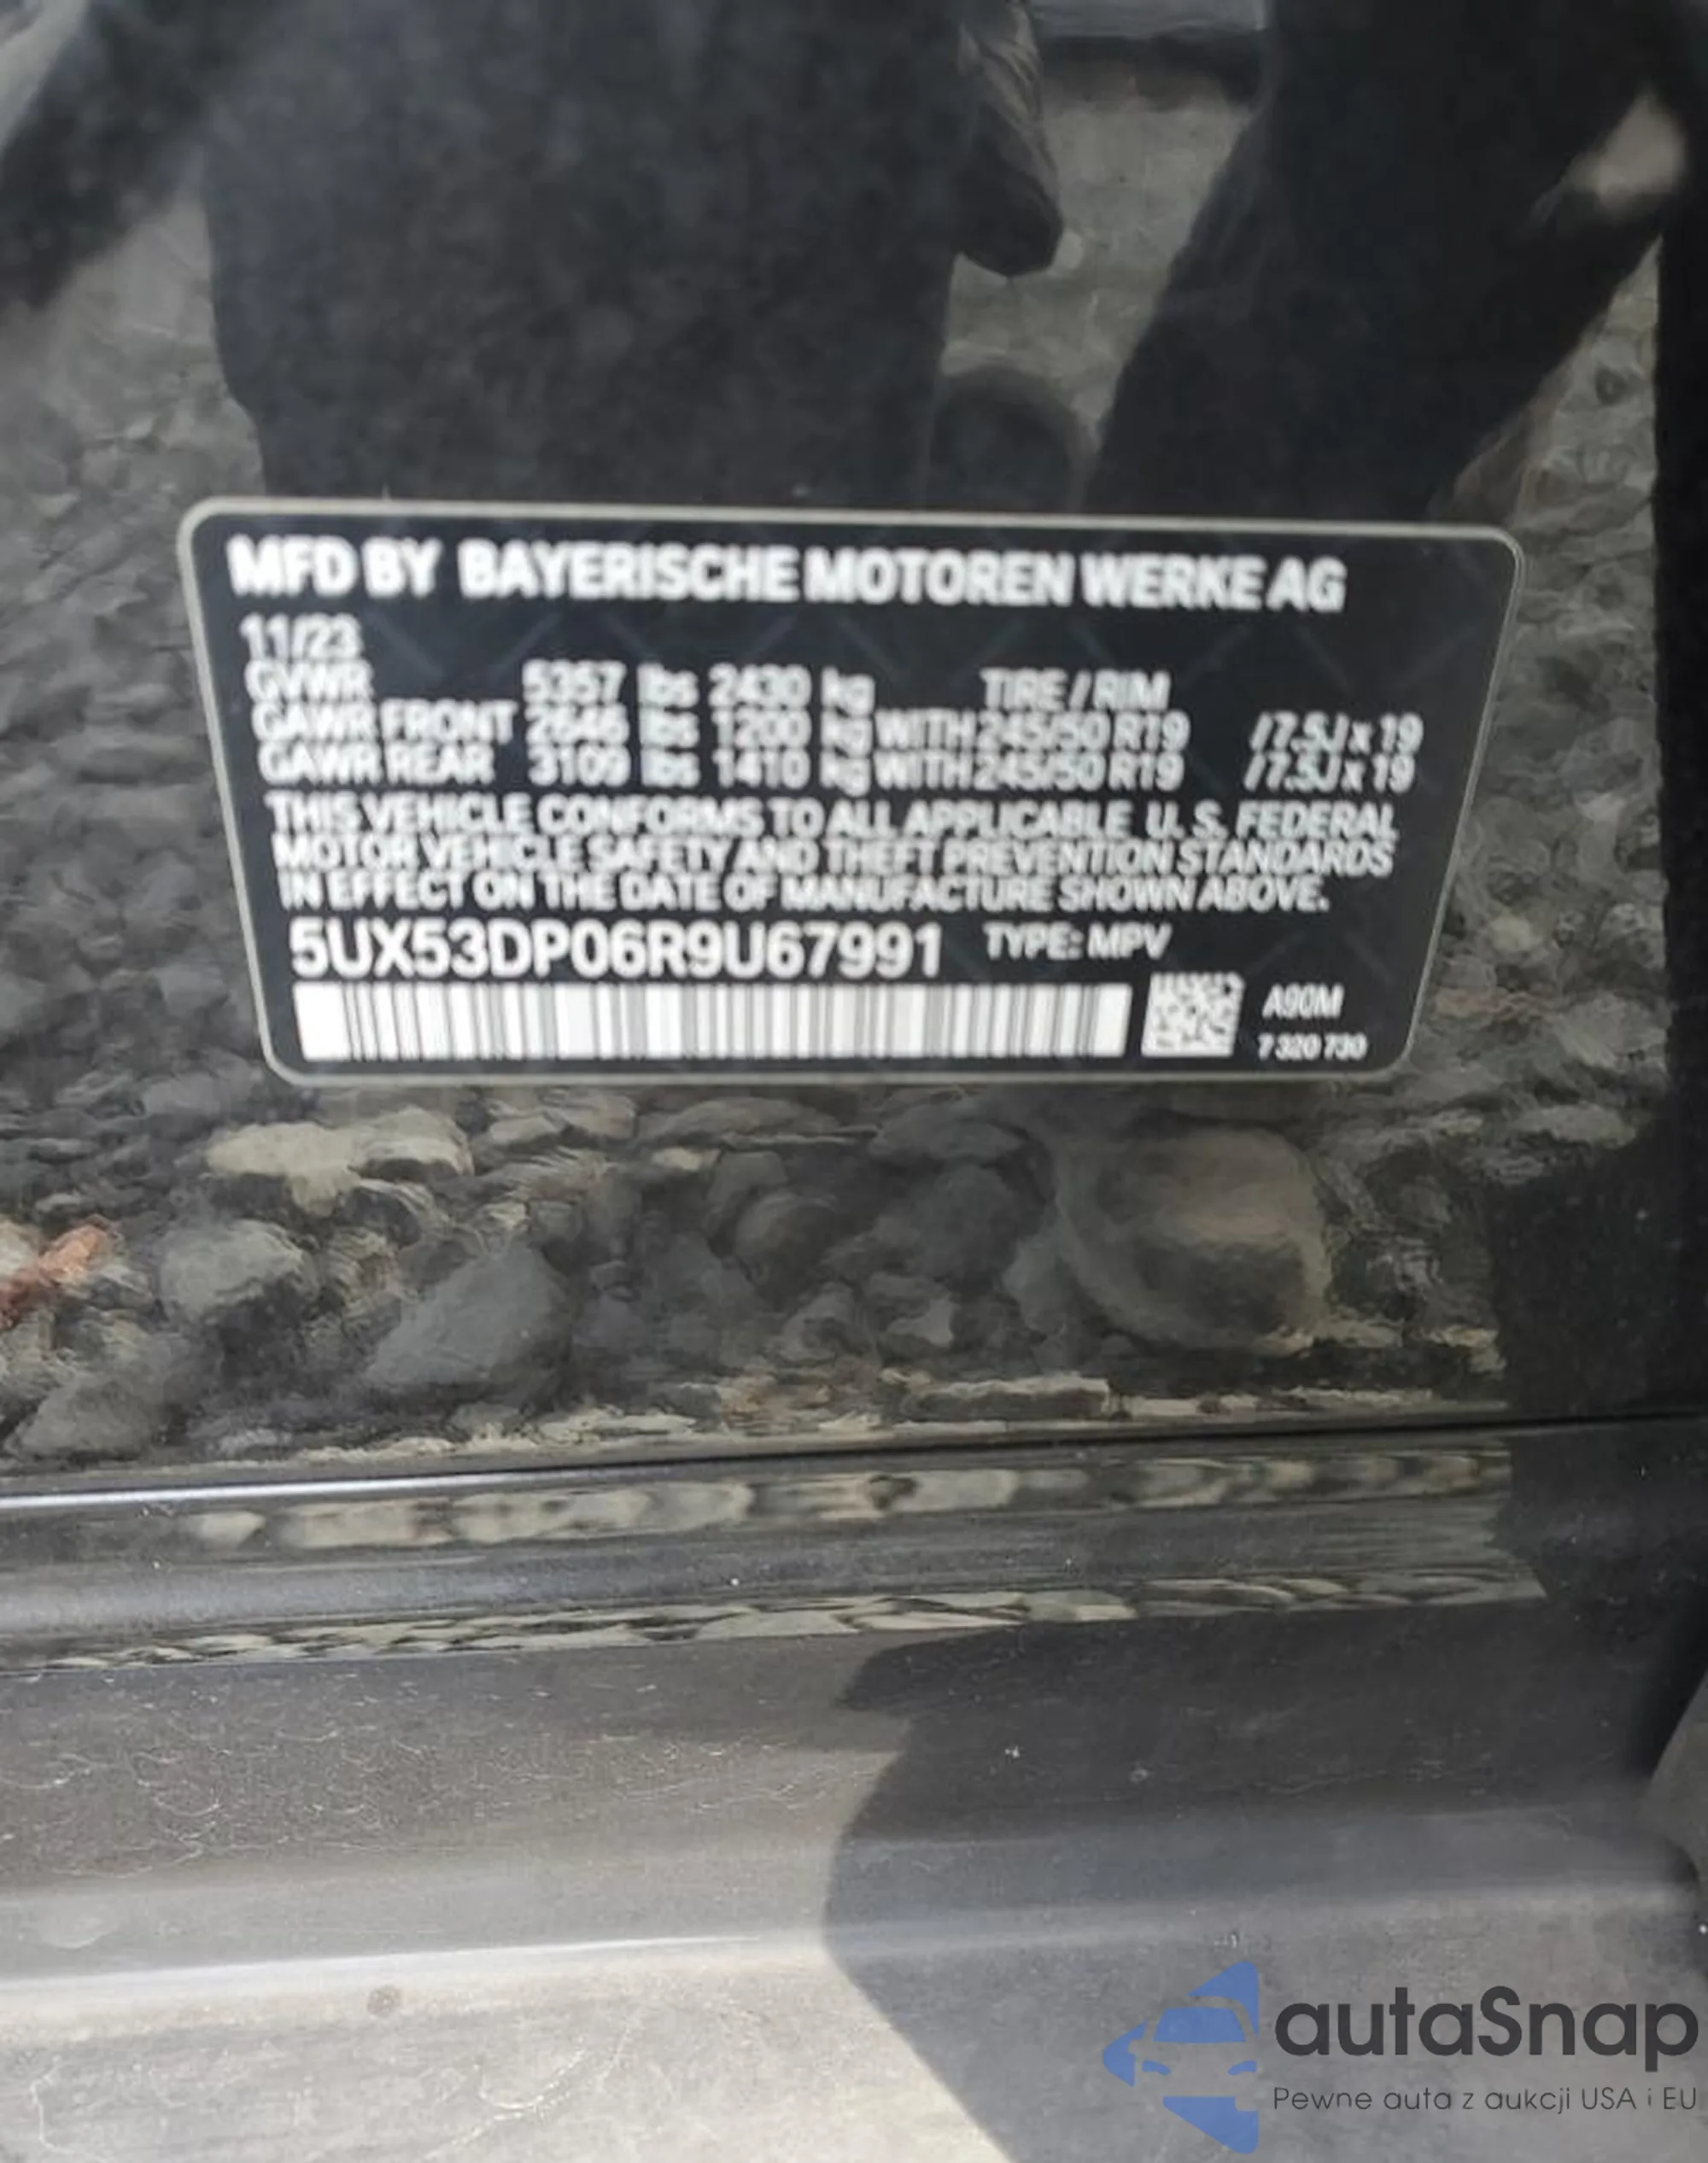 MFD BY BAYERISCHE MOTOREN WERKE AG
11/23
GVWR 5357 lbs 2430 kg TIRE / RIM
GAWR FRONT 2646 lbs 1200 kg WITH 245/50 R19 / 7.5J x 19
GAWR REAR 3109 lbs 1410 kg WITH 245/50 R19 / 7.5J x 19
THIS VEHICLE CONFORMS TO ALL APPLICABLE U. S. FEDERAL
MOTOR VEHICLE SAFETY AND THEFT PREVENTION STANDARDS
IN EFFECT ON THE DATE OF MANUFACTURE SHOWN ABOVE.
5UX53DP06R9U67991 TYPE: MPV
A90M
7 320 730
autaSnap
Pewne auta z aukcji USA i EU